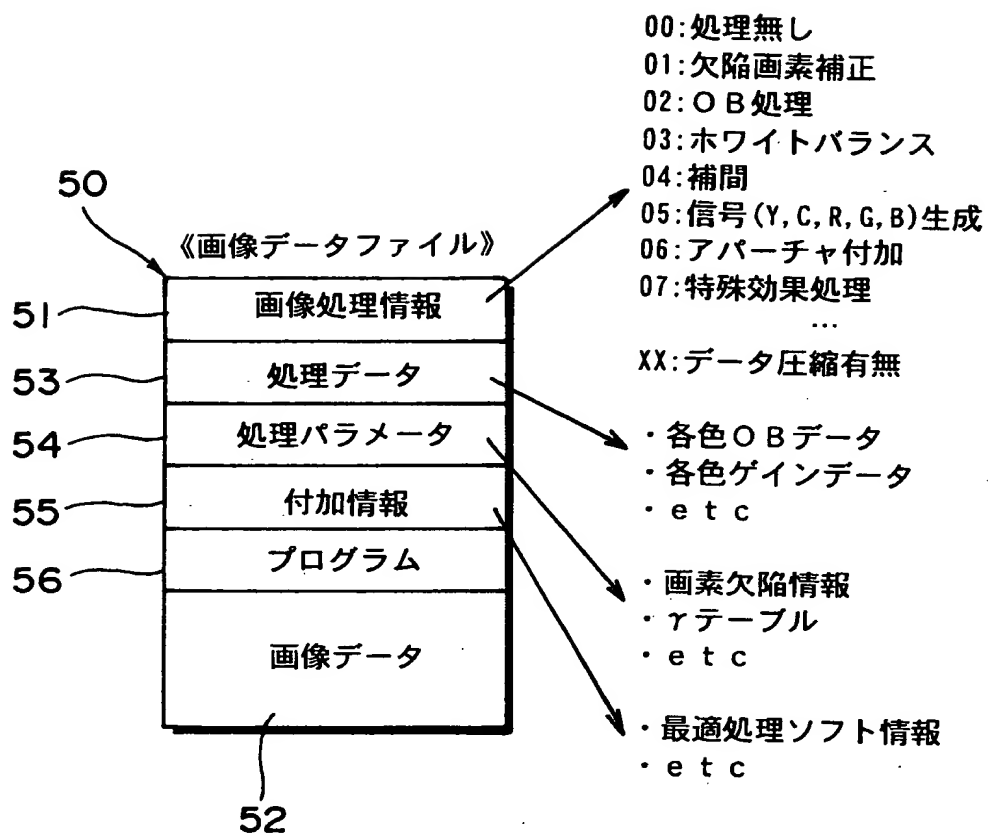 00:処理無し
01:欠陥画素補正
02:ＯＢ処理
03:ホワイトバランス
04:補間
05:信号(Y,C,R,G,B)生成
06:アパーチャ付加
07:特殊効果処理
…
XX:データ圧縮有無
50
《画像データファイル》
51
画像処理情報
53
処理データ
54
処理パラメータ
55
付加情報
56
プログラム
画像データ
52
・各色ＯＢデータ
・各色ゲインデータ
・ｅｔｃ
・画素欠陥情報
・γテーブル
・ｅｔｃ
・最適処理ソフト情報
・ｅｔｃ